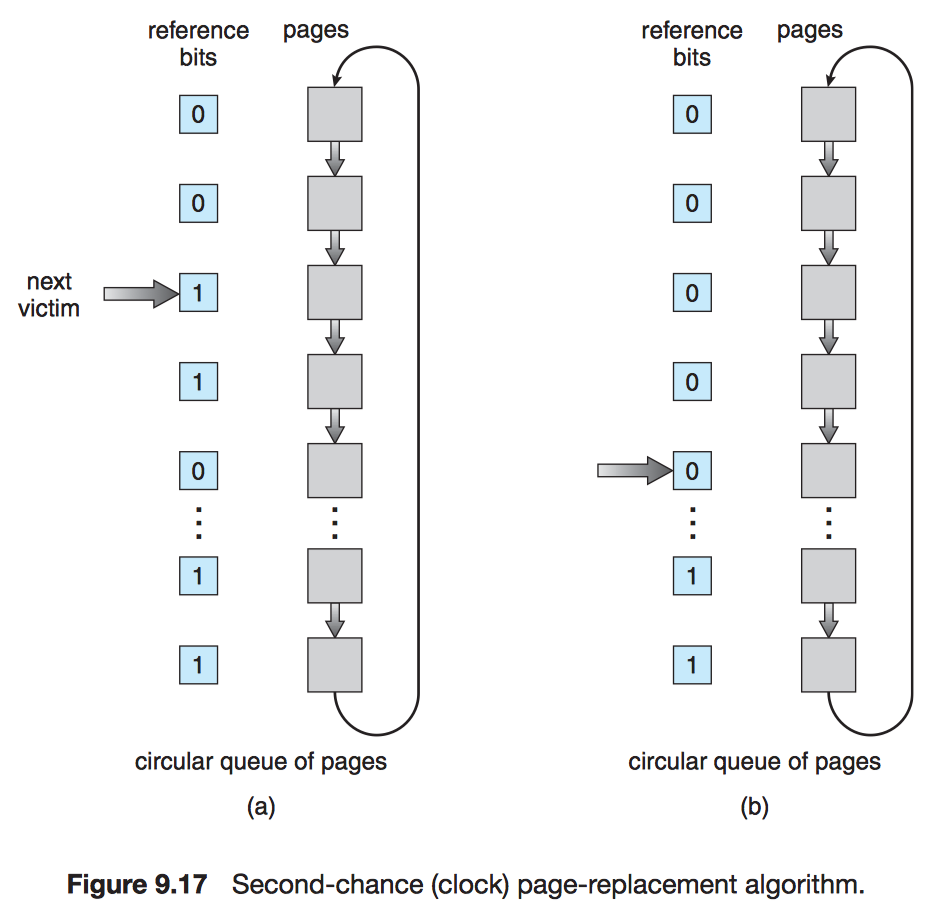 reference pages
bits
0
0
next
victim
1
1
0
1
1
circular queue of pages
(a)
reference pages
bits
0
0
0
0
0
1
1
circular queue of pages
(b)
Figure 9.17 Second-chance (clock) page-replacement algorithm.